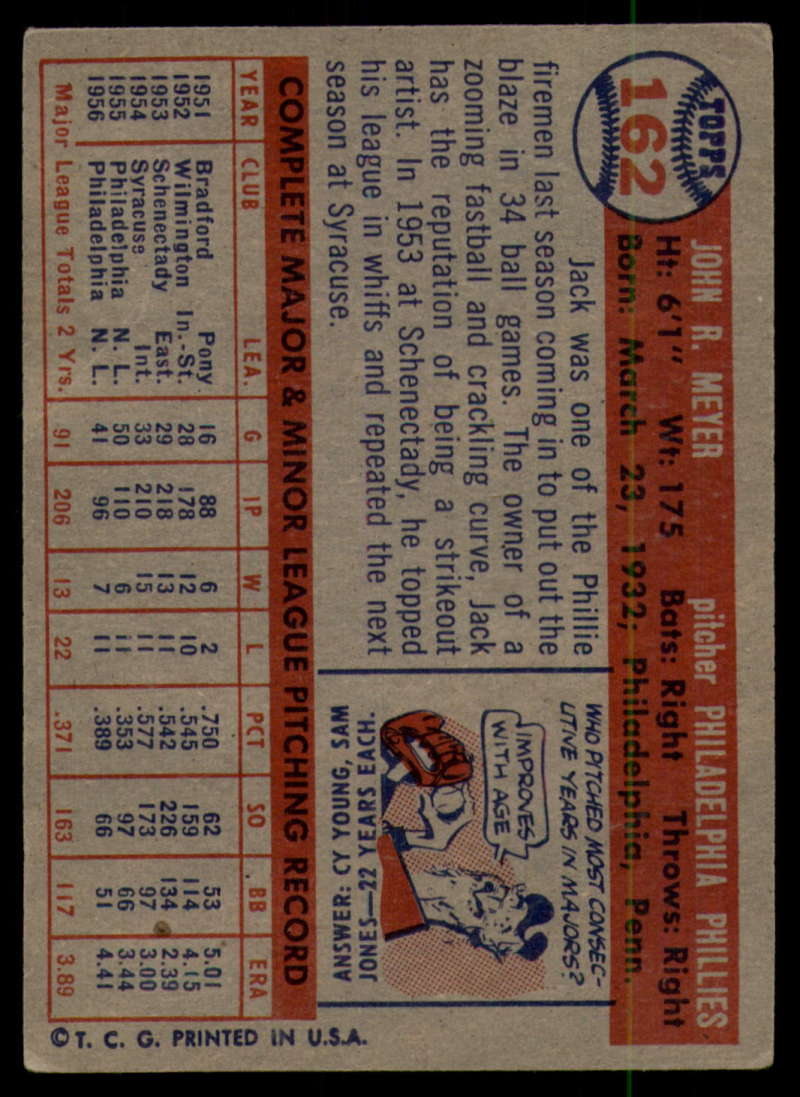 TOPPS
162
JOHN R. MEYER pitcher PHILADELPHIA PHILLIES
Ht: 6'1" Wt: 175 Bats: Right Throws: Right
Born: March 23, 1932; Philadelphia, Penn.
Jack was one of the Phillie
firemen last season coming in to put out the
blaze in 34 ball games. The owner of a
zooming fastball and crackling curve, Jack
has the reputation of being a strikeout
artist. In 1953 at Schenectady, he topped
his league in whiffs and repeated the next
season at Syracuse.
WHO PITCHED MOST CONSEC-
UTIVE YEARS IN MAJORS?
IMPROVES
WITH AGE
ANSWER: CY YOUNG, SAM
JONES—22 YEARS EACH.
COMPLETE MAJOR & MINOR LEAGUE PITCHING RECORD
YEAR CLUB LEA. G IP W L PCT SO BB ERA
1951 Bradford Pony 16 88 6 2 .750 62 53 5.01
1952 Wilmington In.-St. 28 178 12 10 .545 159 114 4.15
1953 Schenectady East. 29 218 13 11 .542 226 134 2.39
1954 Syracuse Int. 33 210 15 11 .577 173 97 3.00
1955 Philadelphia N. L. 50 110 6 11 .353 97 66 3.44
1956 Philadelphia N. L. 41 96 7 11 .389 66 51 4.41
Major League Totals 2 Yrs. 91 206 13 22 .371 163 117 3.89
© T. C. G. PRINTED IN U.S.A.